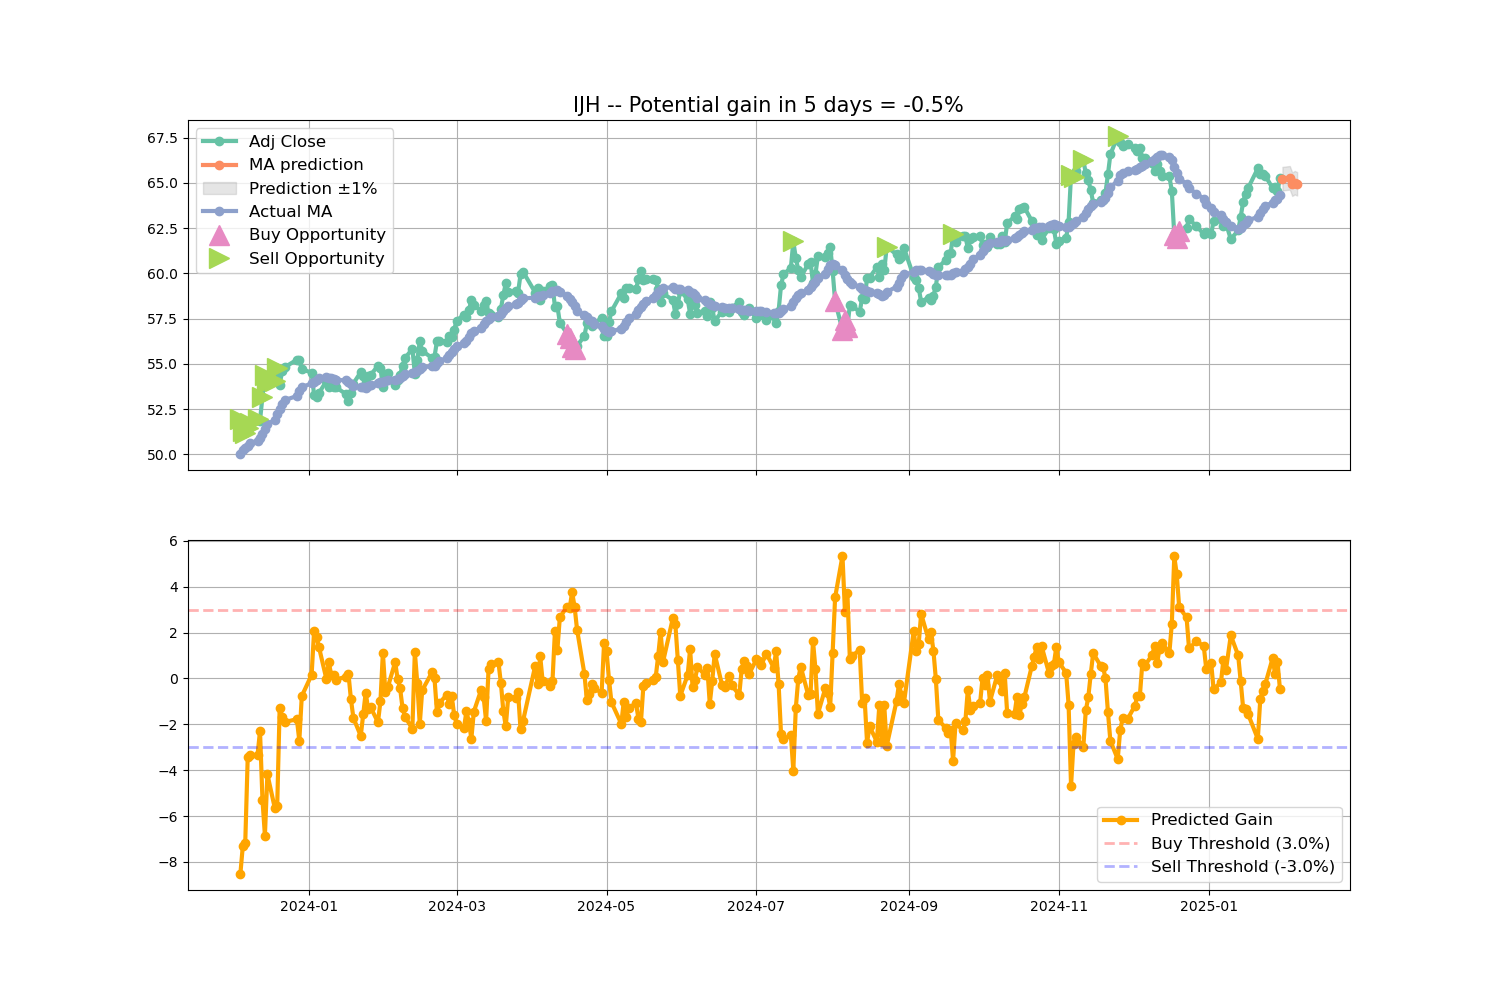 IJH -- Potential gain in 5 days = -0.5%
67.5
65.0
62.5
60.0
57.5
55.0
52.5
50.0
Adj Close
MA prediction
Prediction ±1%
Actual MA
Buy Opportunity
Sell Opportunity
6
4
2
0
−2
−4
−6
−8
Predicted Gain
Buy Threshold (3.0%)
Sell Threshold (-3.0%)
2024-01 2024-03 2024-05 2024-07 2024-09 2024-11 2025-01